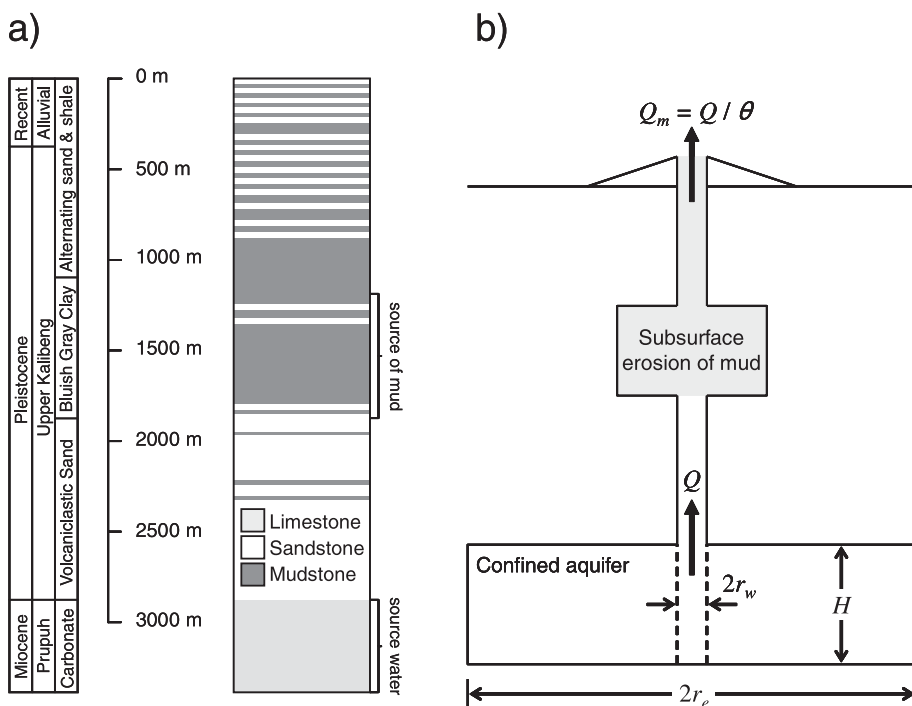 a)
Recent
Pleistocene
Miocene
Alluvial
Upper Kalibeng
Prupuh
Alternating sand & shale
Bluish Gray Clay
Volcaniclastic Sand
Carbonate
0 m
500 m
1000 m
1500 m
2000 m
2500 m
3000 m
Limestone
Sandstone
Mudstone
source of mud
source water
b)
Qm = Q / θ
Subsurface
erosion of mud
Q
Confined aquifer
2rw
H
2re